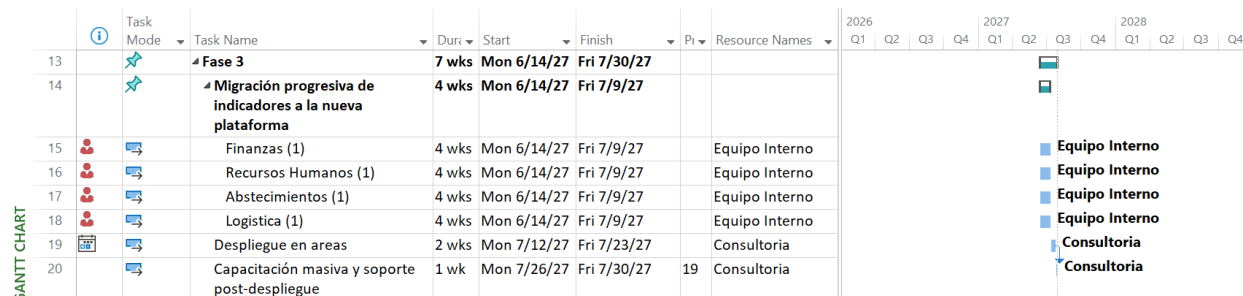 Task Mode Task Name Dura Start Finish Pr Resource Names
2026 2027 2028
Q1 Q2 Q3 Q4 Q1 Q2 Q3 Q4 Q1 Q2 Q3 Q4
13 Fase 3 7 wks Mon 6/14/27 Fri 7/30/27
14 Migración progresiva de indicadores a la nueva plataforma 4 wks Mon 6/14/27 Fri 7/9/27
15 Finanzas (1) 4 wks Mon 6/14/27 Fri 7/9/27 Equipo Interno Equipo Interno
16 Recursos Humanos (1) 4 wks Mon 6/14/27 Fri 7/9/27 Equipo Interno Equipo Interno
17 Abstecimientos (1) 4 wks Mon 6/14/27 Fri 7/9/27 Equipo Interno Equipo Interno
18 Logistica (1) 4 wks Mon 6/14/27 Fri 7/9/27 Equipo Interno Equipo Interno
19 Despliegue en areas 2 wks Mon 7/12/27 Fri 7/23/27 Consultoria Consultoria
20 Capacitación masiva y soporte post-despliegue 1 wk Mon 7/26/27 Fri 7/30/27 19 Consultoria Consultoria
GANTT CHART